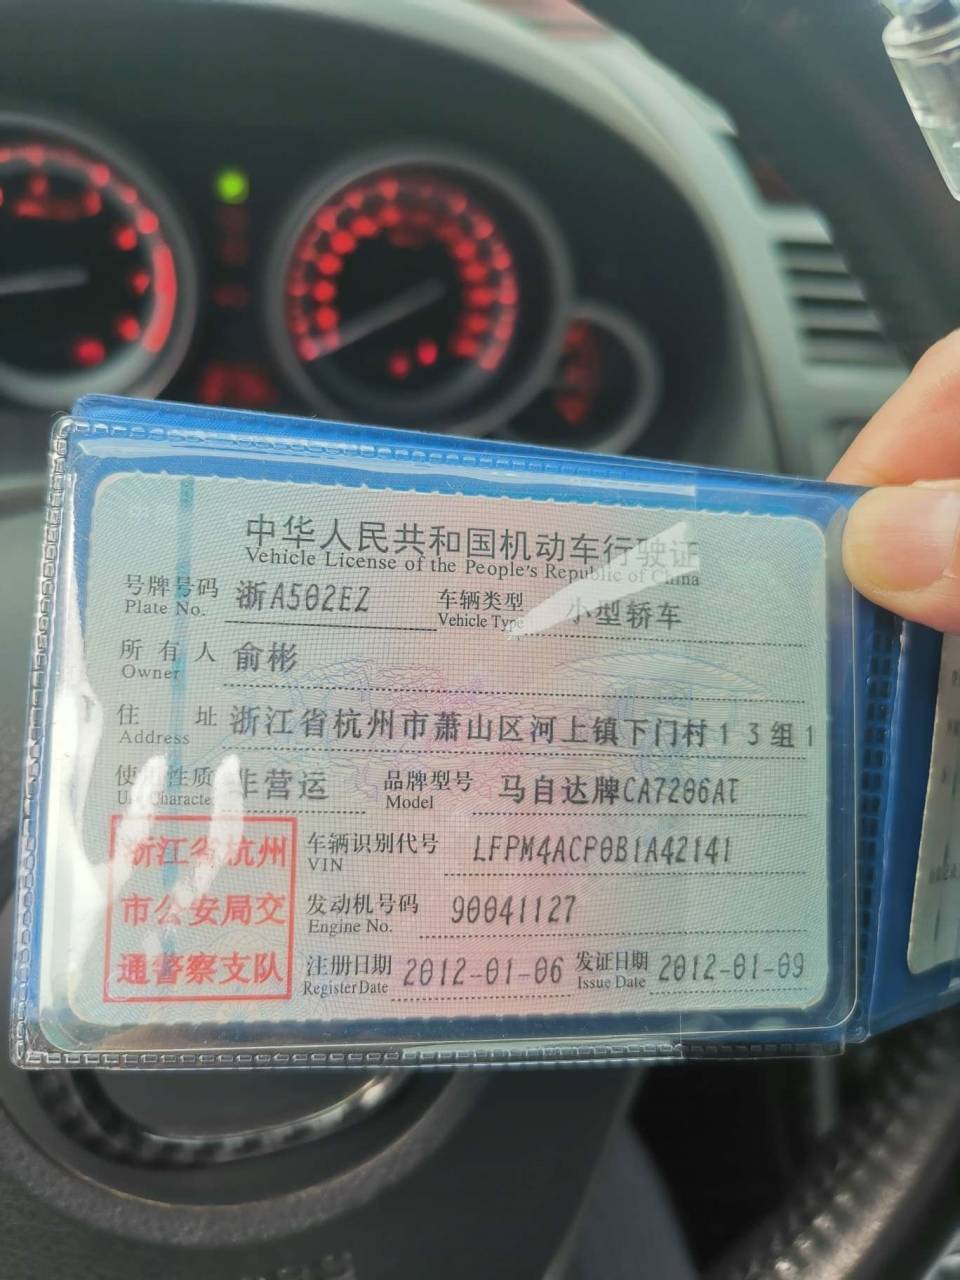 中华人民共和国机动车行驶证
Vehicle License of the People's Republic of China
号牌号码 浙A502EZ 车辆类型 小型轿车
Plate No. Vehicle Type
所有人 俞彬
Owner
住址 浙江省杭州市萧山区河上镇下门村13组1
Address
使用性质 非营运 品牌型号 马自达牌CA7206AT
Use Character Model
浙江省杭州
市公安局交
通警察支队
车辆识别代号 LFPM4ACP0B1A42141
VIN
发动机号码 90041127
Engine No.
注册日期 2012-01-06 发证日期 2012-01-09
Register Date Issue Date